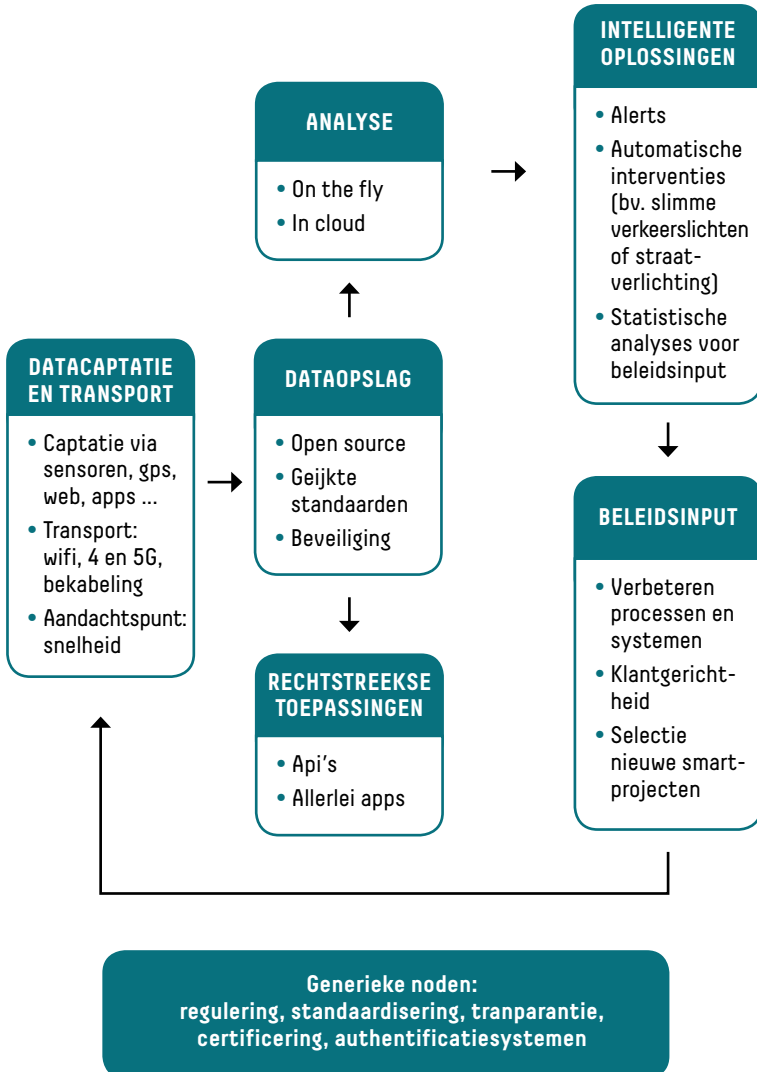 INTELLIGENTE
OPLOSSINGEN
• Alerts
• Automatische
interventies
(bv. slimme
verkeerslichten
of straat-
verlichting)
• Statistische
analyses voor
beleidsinput
ANALYSE
• On the fly
• In cloud
DATACAPTATIE
EN TRANSPORT
• Captatie via
sensoren, gps,
web, apps ...
• Transport:
wifi, 4 en 5G,
bekabeling
• Aandachtspunt:
snelheid
DATAOPSLAG
• Open source
• Geijkte
standaarden
• Beveiliging
BELEIDSINPUT
• Verbeteren
processen en
systemen
• Klantgericht-
heid
• Selectie
nieuwe smart-
projecten
RECHTSTREEKSE
TOEPASSINGEN
• Api's
• Allerlei apps
Generieke noden:
regulering, standaardisering, tranparantie,
certificering, authentificatiesystemen